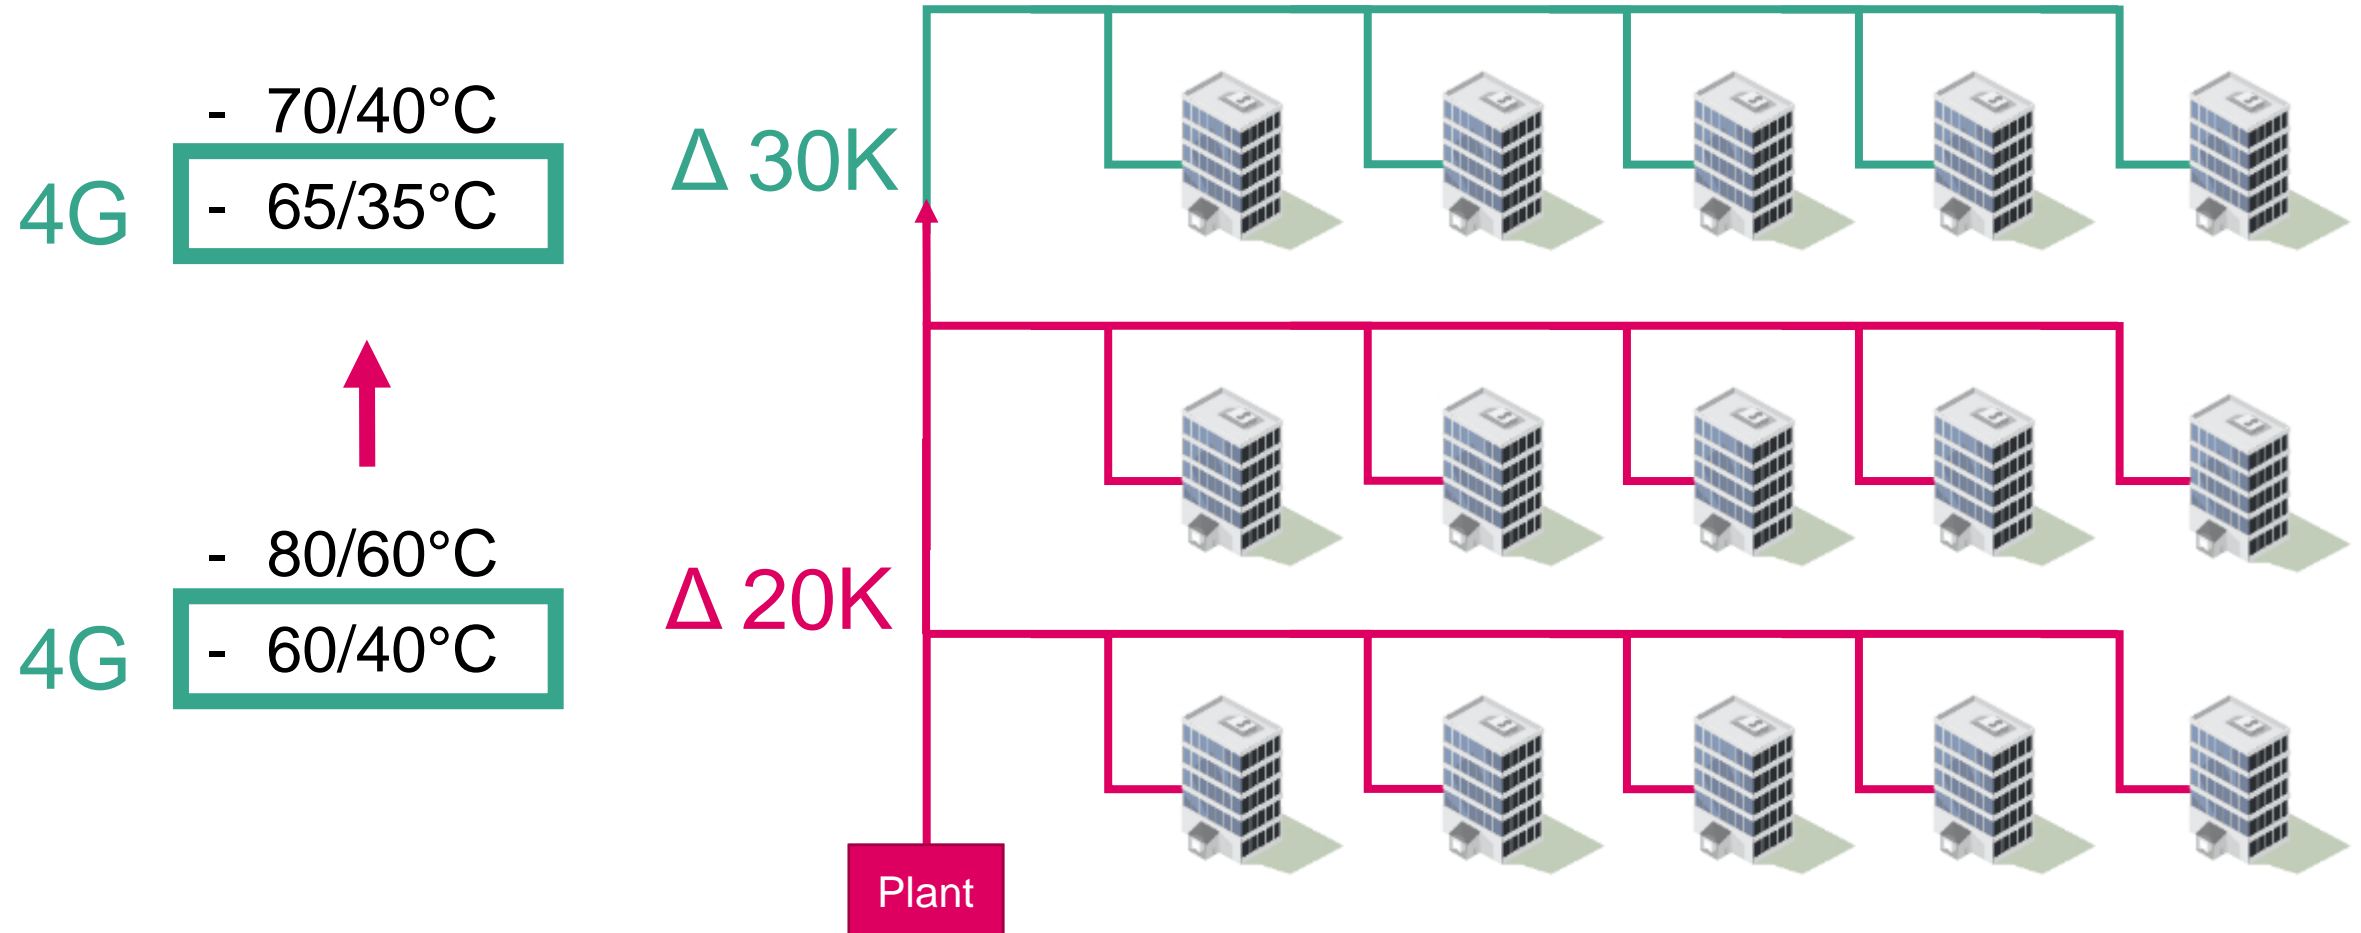 - 70/40°C
4G
- 65/35°C
Δ 30K
- 80/60°C
4G
- 60/40°C
Δ 20K
Plant